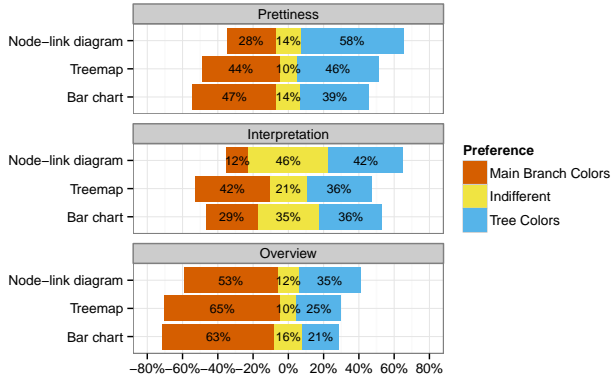 Prettiness
Node-link diagram 28% 14% 58%
Treemap 44% 10% 46%
Bar chart 47% 14% 39%
Interpretation
Node-link diagram 12% 46% 42%
Treemap 42% 21% 36%
Bar chart 29% 35% 36%
Overview
Node-link diagram 53% 12% 35%
Treemap 65% 10% 25%
Bar chart 63% 16% 21%
−80% −60% −40% −20% 0% 20% 40% 60% 80%
Preference
Main Branch Colors
Indifferent
Tree Colors